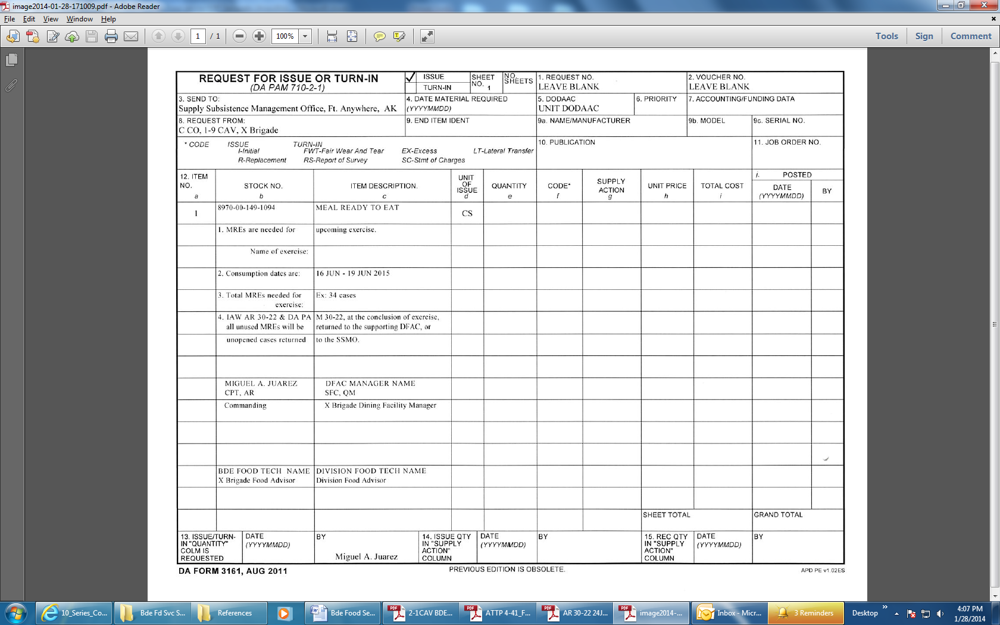 image2014-01-28-171009.pdf - Adobe Reader
File Edit View Window Help
1 / 1 100% Tools Sign Comment
REQUEST FOR ISSUE OR TURN-IN
(DA PAM 710-2-1)
ISSUE
TURN-IN
SHEET NO. 1
NO. SHEETS
1. REQUEST NO.
LEAVE BLANK
2. VOUCHER NO.
LEAVE BLANK
3. SEND TO:
Supply Subsistence Management Office, Ft. Anywhere, AK
4. DATE MATERIAL REQUIRED
(YYYYMMDD)
5. DODAAC
UNIT DODAAC
6. PRIORITY
7. ACCOUNTING/FUNDING DATA
8. REQUEST FROM:
C CO, 1-9 CAV, X Brigade
9. END ITEM IDENT
9a. NAME/MANUFACTURER
9b. MODEL
9c. SERIAL NO.
* CODE ISSUE TURN-IN
I-Initial FWT-Fair Wear And Tear EX-Excess LT-Lateral Transfer
R-Replacement RS-Report of Survey SC-Stmt of Charges
10. PUBLICATION
11. JOB ORDER NO.
12. ITEM
NO.
a
STOCK NO.
b
ITEM DESCRIPTION.
c
UNIT
OF
ISSUE
d
QUANTITY
e
CODE*
f
SUPPLY
ACTION
g
UNIT PRICE
h
TOTAL COST
i
j. POSTED
DATE
(YYYYMMDD)
BY
1 8970-00-149-1094 MEAL READY TO EAT CS
1. MREs are needed for upcoming exercise.
Name of exercise:
2. Consumption dates are: 16 JUN - 19 JUN 2015
3. Total MREs needed for Ex: 34 cases
exercise:
4. IAW AR 30-22 & DA PA M 30-22, at the conclusion of exercise,
all unused MREs will be returned to the supporting DFAC, or
unopened cases returned to the SSMO.
MIGUEL A. JUAREZ DFAC MANAGER NAME
CPT, AR SFC, QM
Commanding X Brigade Dining Facility Manager
BDE FOOD TECH NAME DIVISION FOOD TECH NAME
X Brigade Food Advisor Division Food Advisor
SHEET TOTAL GRAND TOTAL
13. ISSUE/TURN-
IN "QUANTITY"
COLM IS
REQUESTED
DATE
(YYYYMMDD)
BY
Miguel A. Juarez
14. ISSUE QTY
IN "SUPPLY
ACTION"
COLUMN
DATE
(YYYYMMDD)
BY
15. REC QTY
IN "SUPPLY
ACTION"
COLUMN
DATE
(YYYYMMDD)
BY
DA FORM 3161, AUG 2011 PREVIOUS EDITION IS OBSOLETE. APD PE v1.02ES
10_Series_Co... Bde Fd Svc S... References Bde Food Se... 2-1CAV BDE... ATTP 4-41_F... AR 30-22 24J... image2014-... Inbox - Micr... 3 Reminders Desktop » 4:07 PM
1/28/2014